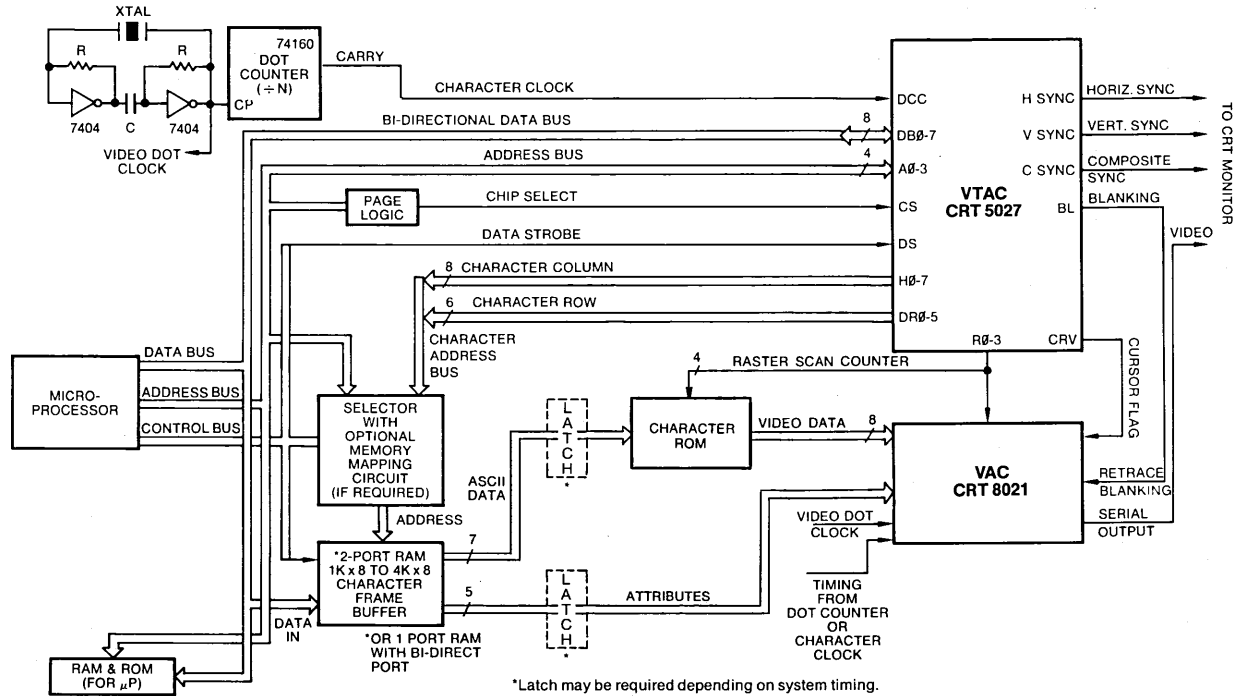 XTAL
R
R
7404
C
7404
VIDEO DOT
CLOCK
74160
DOT
COUNTER
(÷N)
CP
CARRY
CHARACTER CLOCK
BI-DIRECTIONAL DATA BUS
8
ADDRESS BUS
4
PAGE
LOGIC
CHIP SELECT
DATA STROBE
8 CHARACTER COLUMN
6 CHARACTER ROW
CHARACTER
ADDRESS
BUS
DCC
DBØ-7
AØ-3
CS
DS
HØ-7
DRØ-5
VTAC
CRT 5027
H SYNC
V SYNC
C SYNC
BL
RØ-3
CRV
HORIZ. SYNC
VERT. SYNC
COMPOSITE
SYNC
BLANKING
VIDEO
TO CRT MONITOR
CURSOR FLAG
MICRO-
PROCESSOR
DATA BUS
ADDRESS BUS
CONTROL BUS
SELECTOR
WITH
OPTIONAL
MEMORY
MAPPING
CIRCUIT
(IF REQUIRED)
ADDRESS
*2-PORT RAM
1K x 8 TO 4K x 8
CHARACTER
FRAME
BUFFER
*OR 1 PORT RAM
WITH BI-DIRECT
PORT
DATA
IN
RAM & ROM
(FOR μP)
ASCII
DATA
7
5
LATCH
*
LATCH
*
ATTRIBUTES
4
RASTER SCAN COUNTER
CHARACTER
ROM
VIDEO DATA
8
VAC
CRT 8021
RETRACE
BLANKING
SERIAL
OUTPUT
VIDEO DOT
CLOCK
TIMING
FROM
DOT COUNTER
OR
CHARACTER
CLOCK
*Latch may be required depending on system timing.